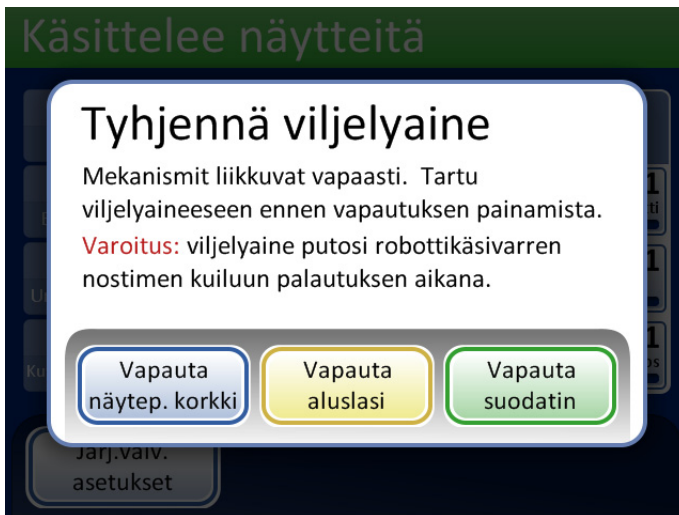 Käsittelee näytteitä
Tyhjennä viljelyaine
Mekanismit liikkuvat vapaasti. Tartu
viljelyaineeseen ennen vapautuksen painamista.
Varoitus: viljelyaine putosi robottikäsivarren
nostimen kuiluun palautuksen aikana.
Vapauta
näytep. korkki
Vapauta
aluslasi
Vapauta
suodatin
Järj.valv.
asetukset